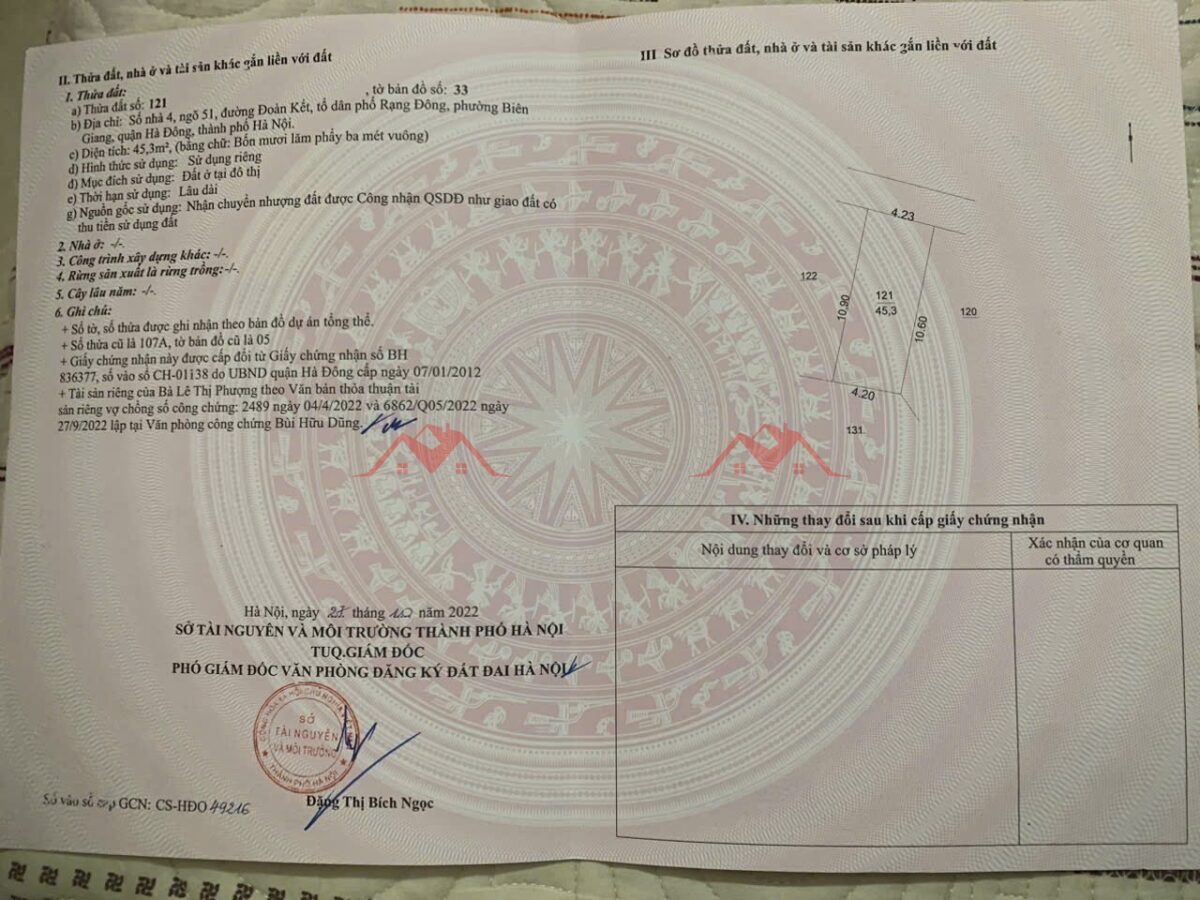 II. Thửa đất, nhà ở và tài sản khác gắn liền với đất
1. Thửa đất:
a) Thửa đất số: 121 , tờ bản đồ số: 33
b) Địa chỉ: Số nhà 4, ngõ 51, đường Đoàn Kết, tổ dân phố Rạng Đông, phường Biên
Giang, quận Hà Đông, thành phố Hà Nội.
c) Diện tích: 45,3m², (bằng chữ: Bốn mươi lăm phẩy ba mét vuông)
d) Hình thức sử dụng: Sử dụng riêng
đ) Mục đích sử dụng: Đất ở tại đô thị
e) Thời hạn sử dụng: Lâu dài
g) Nguồn gốc sử dụng: Nhận chuyển nhượng đất được Công nhận QSDĐ như giao đất có
thu tiền sử dụng đất
2. Nhà ở: -/-.
3. Công trình xây dựng khác: -/-.
4. Rừng sản xuất là rừng trồng:-/-.
5. Cây lâu năm: -/-.
6. Ghi chú:
+ Số tờ, số thửa được ghi nhận theo bản đồ dự án tổng thể.
+ Số thửa cũ là 107A, tờ bản đồ cũ là 05
+ Giấy chứng nhận này được cấp đổi từ Giấy chứng nhận số BH
836377, số vào sổ CH-01138 do UBND quận Hà Đông cấp ngày 07/01/2012
+ Tài sản riêng của Bà Lê Thị Phượng theo Văn bản thỏa thuận tài
sản riêng vợ chồng số công chứng: 2489 ngày 04/4/2022 và 6862/Q05/2022 ngày
27/9/2022 lập tại Văn phòng công chứng Bùi Hữu Dũng.
Hà Nội, ngày 27 tháng 10 năm 2022
SỞ TÀI NGUYÊN VÀ MÔI TRƯỜNG THÀNH PHỐ HÀ NỘI
TUQ.GIÁM ĐỐC
PHÓ GIÁM ĐỐC VĂN PHÒNG ĐĂNG KÝ ĐẤT ĐAI HÀ NỘI
SỞ
TÀI NGUYÊN
VÀ MÔI TRƯỜNG
THÀNH PHỐ HÀ NỘI
Đặng Thị Bích Ngọc
Số vào sổ cấp GCN: CS-HĐO 49216
III Sơ đồ thửa đất, nhà ở và tài sản khác gắn liền với đất
4.23
122
10.90
121
45,3
10.60
120
4.20
131
IV. Những thay đổi sau khi cấp giấy chứng nhận
Nội dung thay đổi và cơ sở pháp lý
Xác nhận của cơ quan
có thẩm quyền